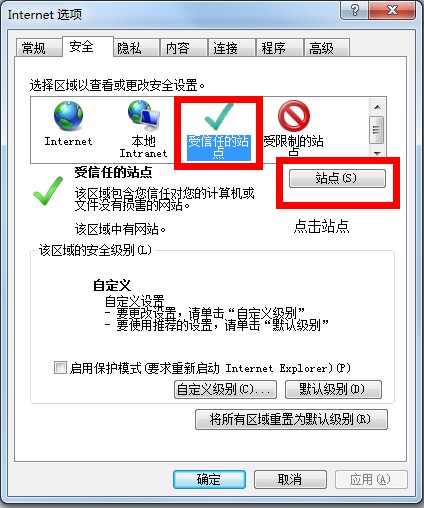 Internet 选项
常规
安全
隐私
内容
连接
程序
高级
选择区域以查看或更改安全设置。
Internet
本地
Intranet
受信任的站
点
受限制的站
点
受信任的站点
站点(S)
该区域包含您信任对您的计算机或
文件没有损害的网站。
点击站点
该区域中有网站。
该区域的安全级别(L)
自定义
自定义设置
- 要更改设置，请单击“自定义级别”
- 要使用推荐的设置，请单击“默认级别”
启用保护模式(要求重新启动 Internet Explorer)(P)
自定义级别(C)...
默认级别(D)
将所有区域重置为默认级别(R)
确定
取消
应用(A)